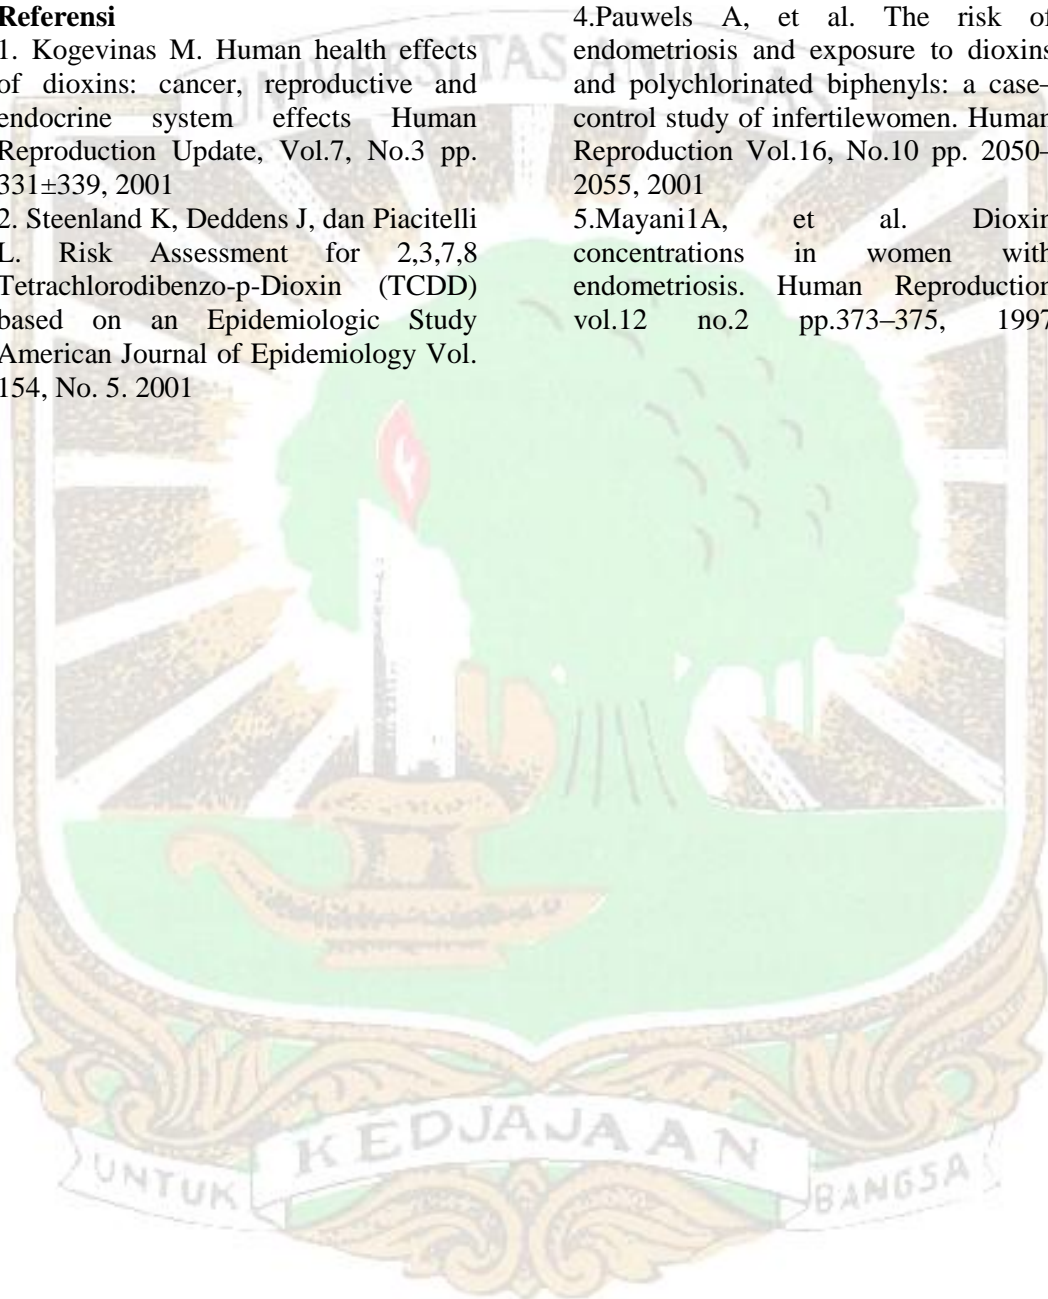 Referensi
1. Kogevinas M. Human health effects
of dioxins: cancer, reproductive and
endocrine system effects Human
Reproduction Update, Vol.7, No.3 pp.
331±339, 2001
2. Steenland K, Deddens J, dan Piacitelli
L. Risk Assessment for 2,3,7,8
Tetrachlorodibenzo-p-Dioxin (TCDD)
based on an Epidemiologic Study
American Journal of Epidemiology Vol.
154, No. 5. 2001
4.Pauwels A, et al. The risk of
endometriosis and exposure to dioxins
and polychlorinated biphenyls: a case–
control study of infertilewomen. Human
Reproduction Vol.16, No.10 pp. 2050–
2055, 2001
5.Mayani1A, et al. Dioxin
concentrations in women with
endometriosis. Human Reproduction
vol.12 no.2 pp.373–375, 1997
UNIVERSITAS ANDALAS
UNTUK KEDJAJAAN BANGSA